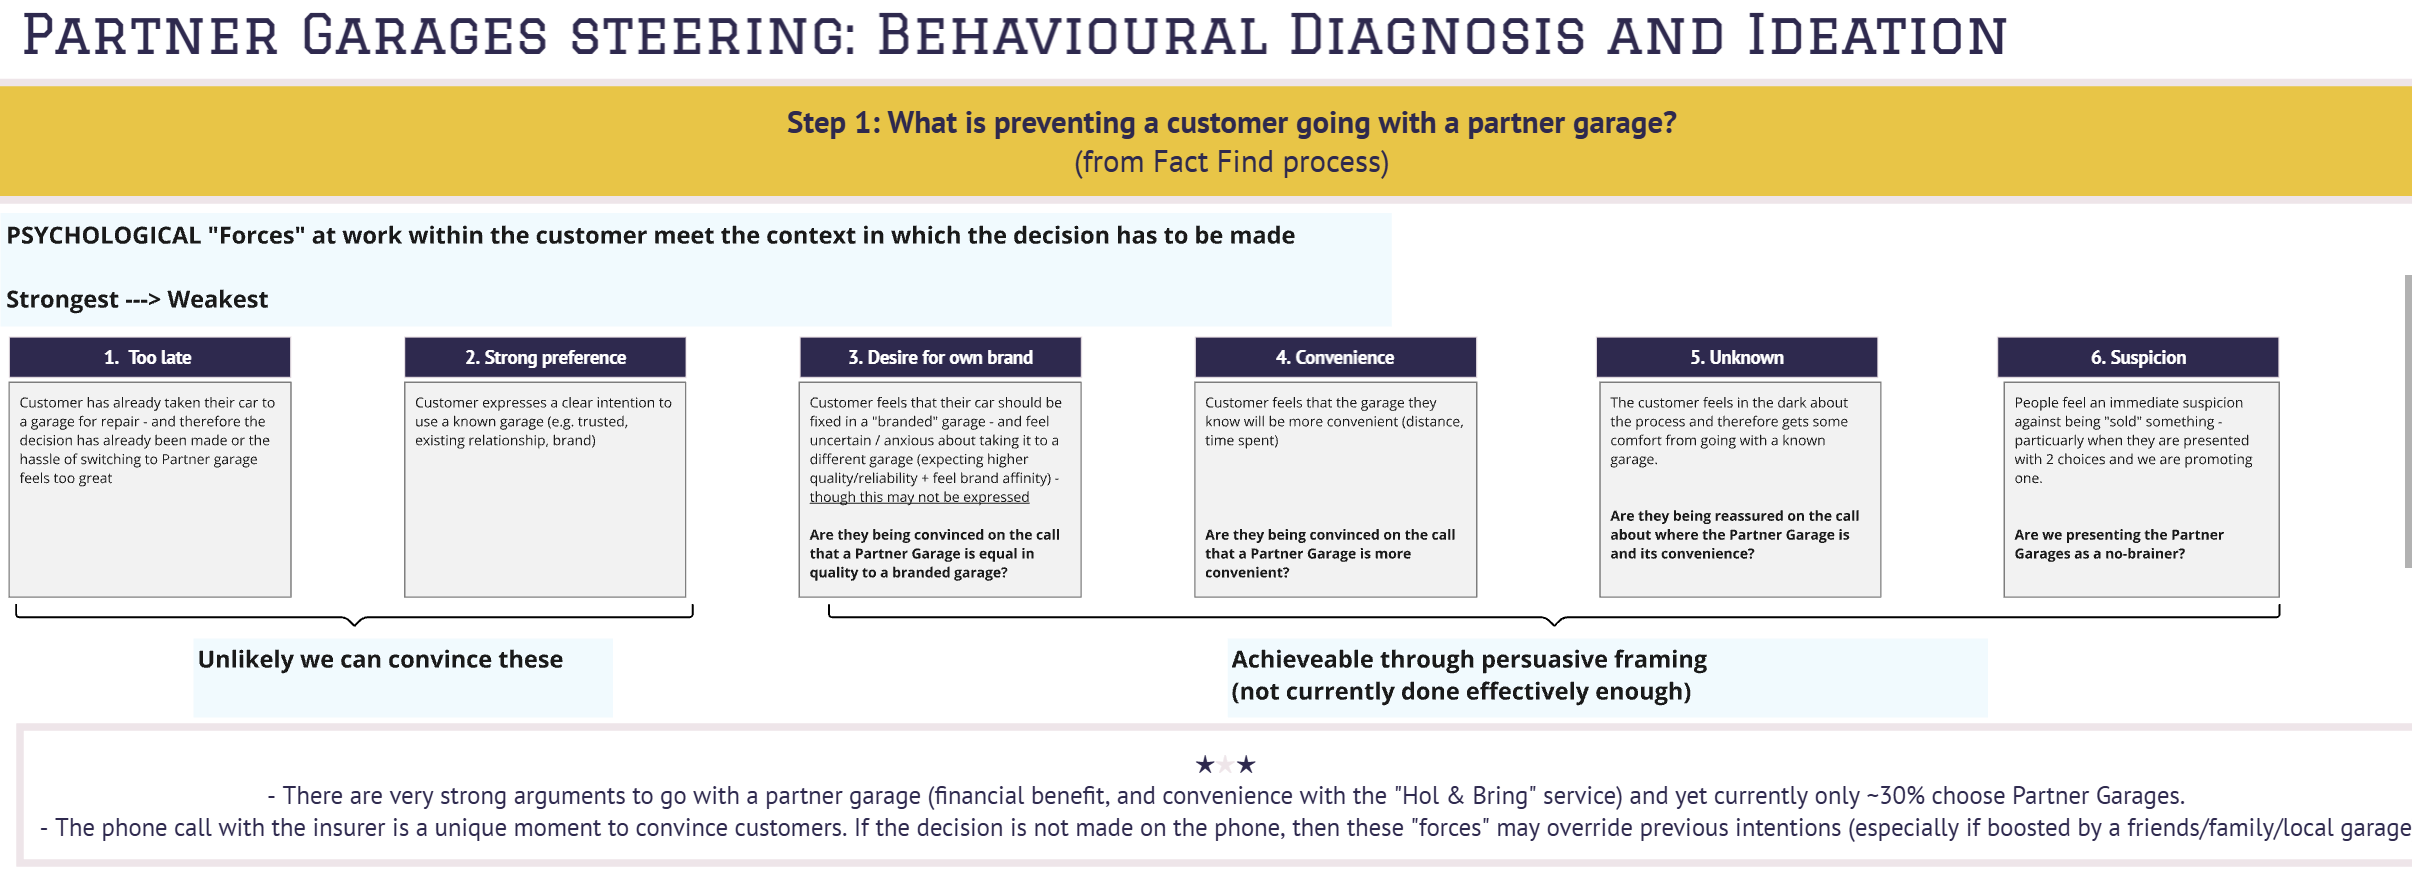 PARTNER GARAGES STEERING: BEHAVIOURAL DIAGNOSIS AND IDEATION
Step 1: What is preventing a customer going with a partner garage?
(from Fact Find process)
PSYCHOLOGICAL "Forces" at work within the customer meet the context in which the decision has to be made
Strongest ---> Weakest
1. Too late
Customer has already taken their car to
a garage for repair - and therefore the
decision has already been made or the
hassle of switching to Partner garage
feels too great
2. Strong preference
Customer expresses a clear intention to
use a known garage (e.g. trusted,
existing relationship, brand)
3. Desire for own brand
Customer feels that their car should be
fixed in a "branded" garage - and feel
uncertain / anxious about taking it to a
different garage (expecting higher
quality/reliability + feel brand affinity) -
though this may not be expressed
Are they being convinced on the call
that a Partner Garage is equal in
quality to a branded garage?
4. Convenience
Customer feels that the garage they
know will be more convenient (distance,
time spent)
Are they being convinced on the call
that a Partner Garage is more
convenient?
5. Unknown
The customer feels in the dark about
the process and therefore gets some
comfort from going with a known
garage.
Are they being reassured on the call
about where the Partner Garage is
and its convenience?
6. Suspicion
People feel an immediate suspicion
against being "sold" something -
particuarly when they are presented
with 2 choices and we are promoting
one.
Are we presenting the Partner
Garages as a no-brainer?
Unlikely we can convince these
Achieveable through persuasive framing
(not currently done effectively enough)
- There are very strong arguments to go with a partner garage (financial benefit, and convenience with the "Hol & Bring" service) and yet currently only ~30% choose Partner Garages.
- The phone call with the insurer is a unique moment to convince customers. If the decision is not made on the phone, then these "forces" may override previous intentions (especially if boosted by a friends/family/local garage